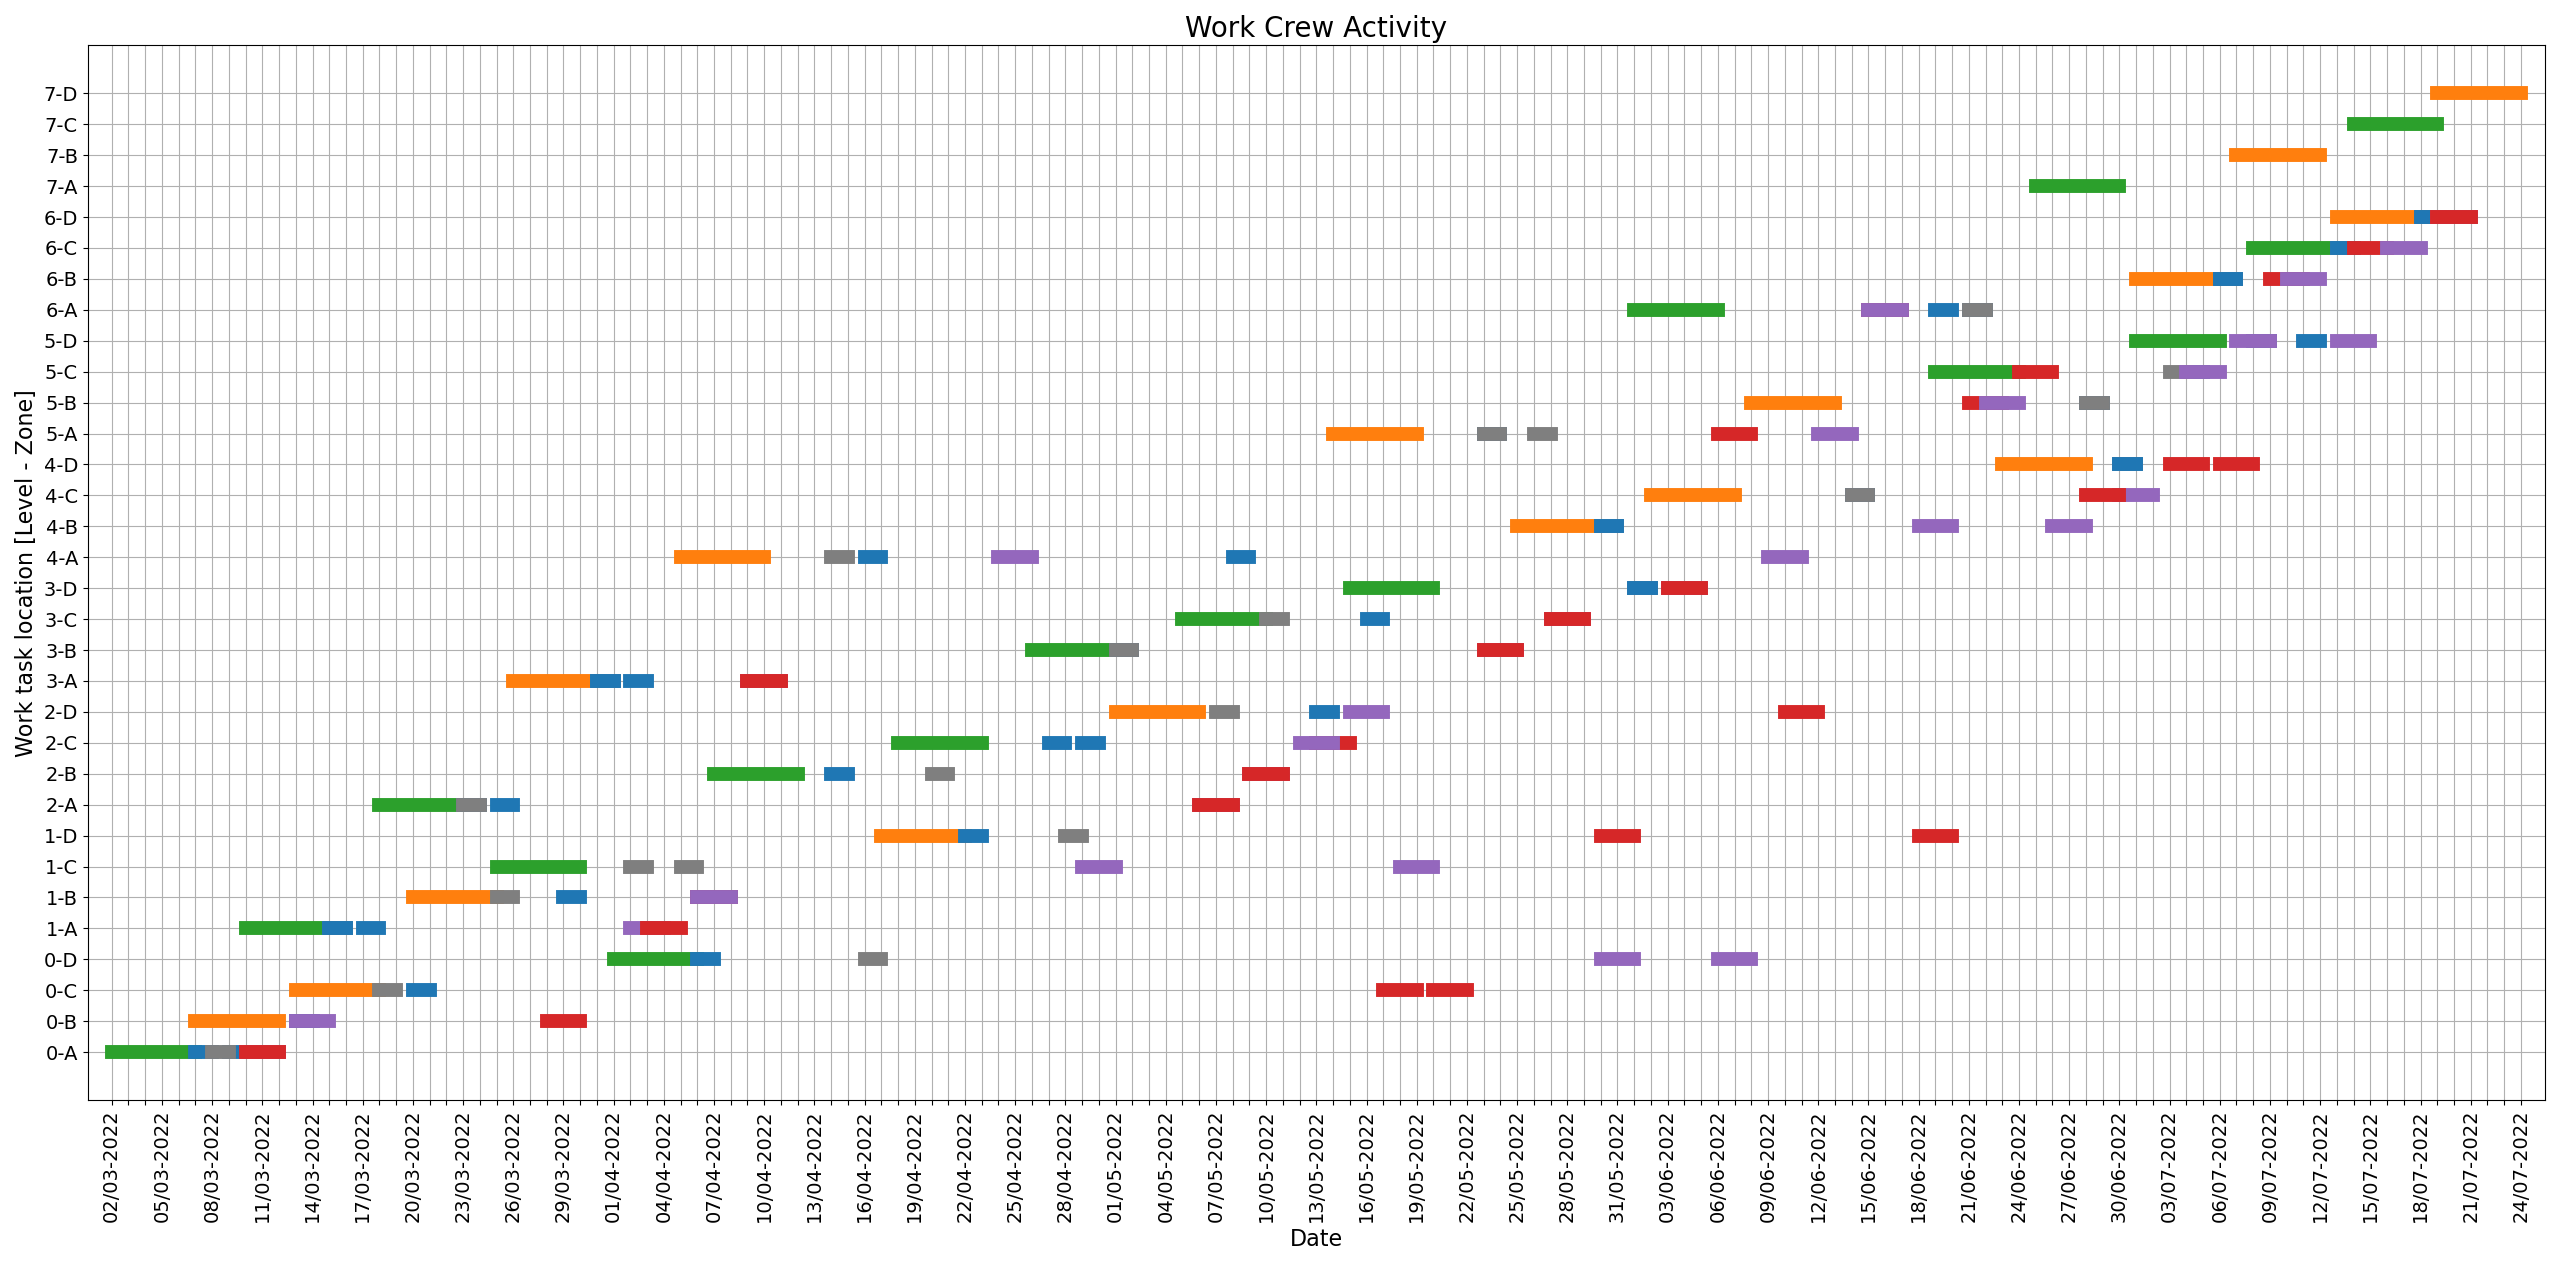 Work Crew Activity
Work task location [Level - Zone]
7-D
7-C
7-B
7-A
6-D
6-C
6-B
6-A
5-D
5-C
5-B
5-A
4-D
4-C
4-B
4-A
3-D
3-C
3-B
3-A
2-D
2-C
2-B
2-A
1-D
1-C
1-B
1-A
0-D
0-C
0-B
0-A
02/03-2022
05/03-2022
08/03-2022
11/03-2022
14/03-2022
17/03-2022
20/03-2022
23/03-2022
26/03-2022
29/03-2022
01/04-2022
04/04-2022
07/04-2022
10/04-2022
13/04-2022
16/04-2022
19/04-2022
22/04-2022
25/04-2022
28/04-2022
01/05-2022
04/05-2022
07/05-2022
10/05-2022
13/05-2022
16/05-2022
19/05-2022
22/05-2022
25/05-2022
28/05-2022
31/05-2022
03/06-2022
06/06-2022
09/06-2022
12/06-2022
15/06-2022
18/06-2022
21/06-2022
24/06-2022
27/06-2022
30/06-2022
03/07-2022
06/07-2022
09/07-2022
12/07-2022
15/07-2022
18/07-2022
21/07-2022
24/07-2022
Date